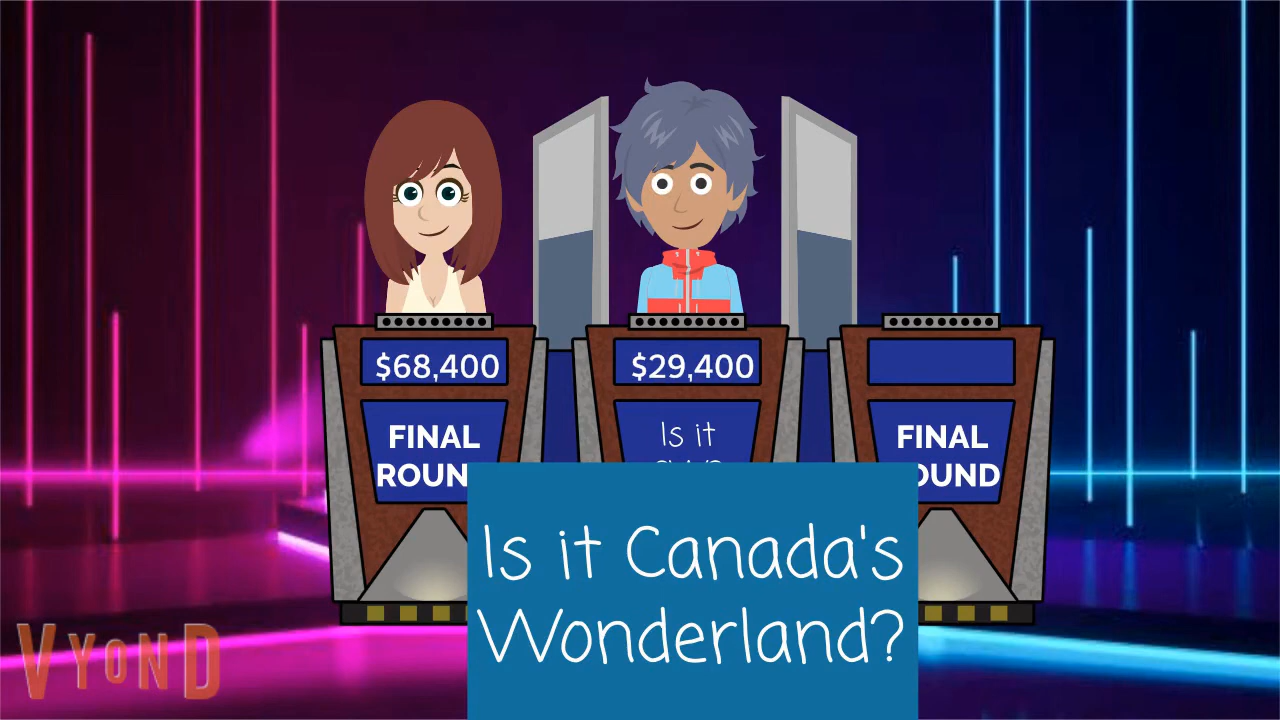 $68,400
$29,400
FINAL
ROUN
Is it
FINAL
OUND
Is it Canada's
Wonderland?
VYOND